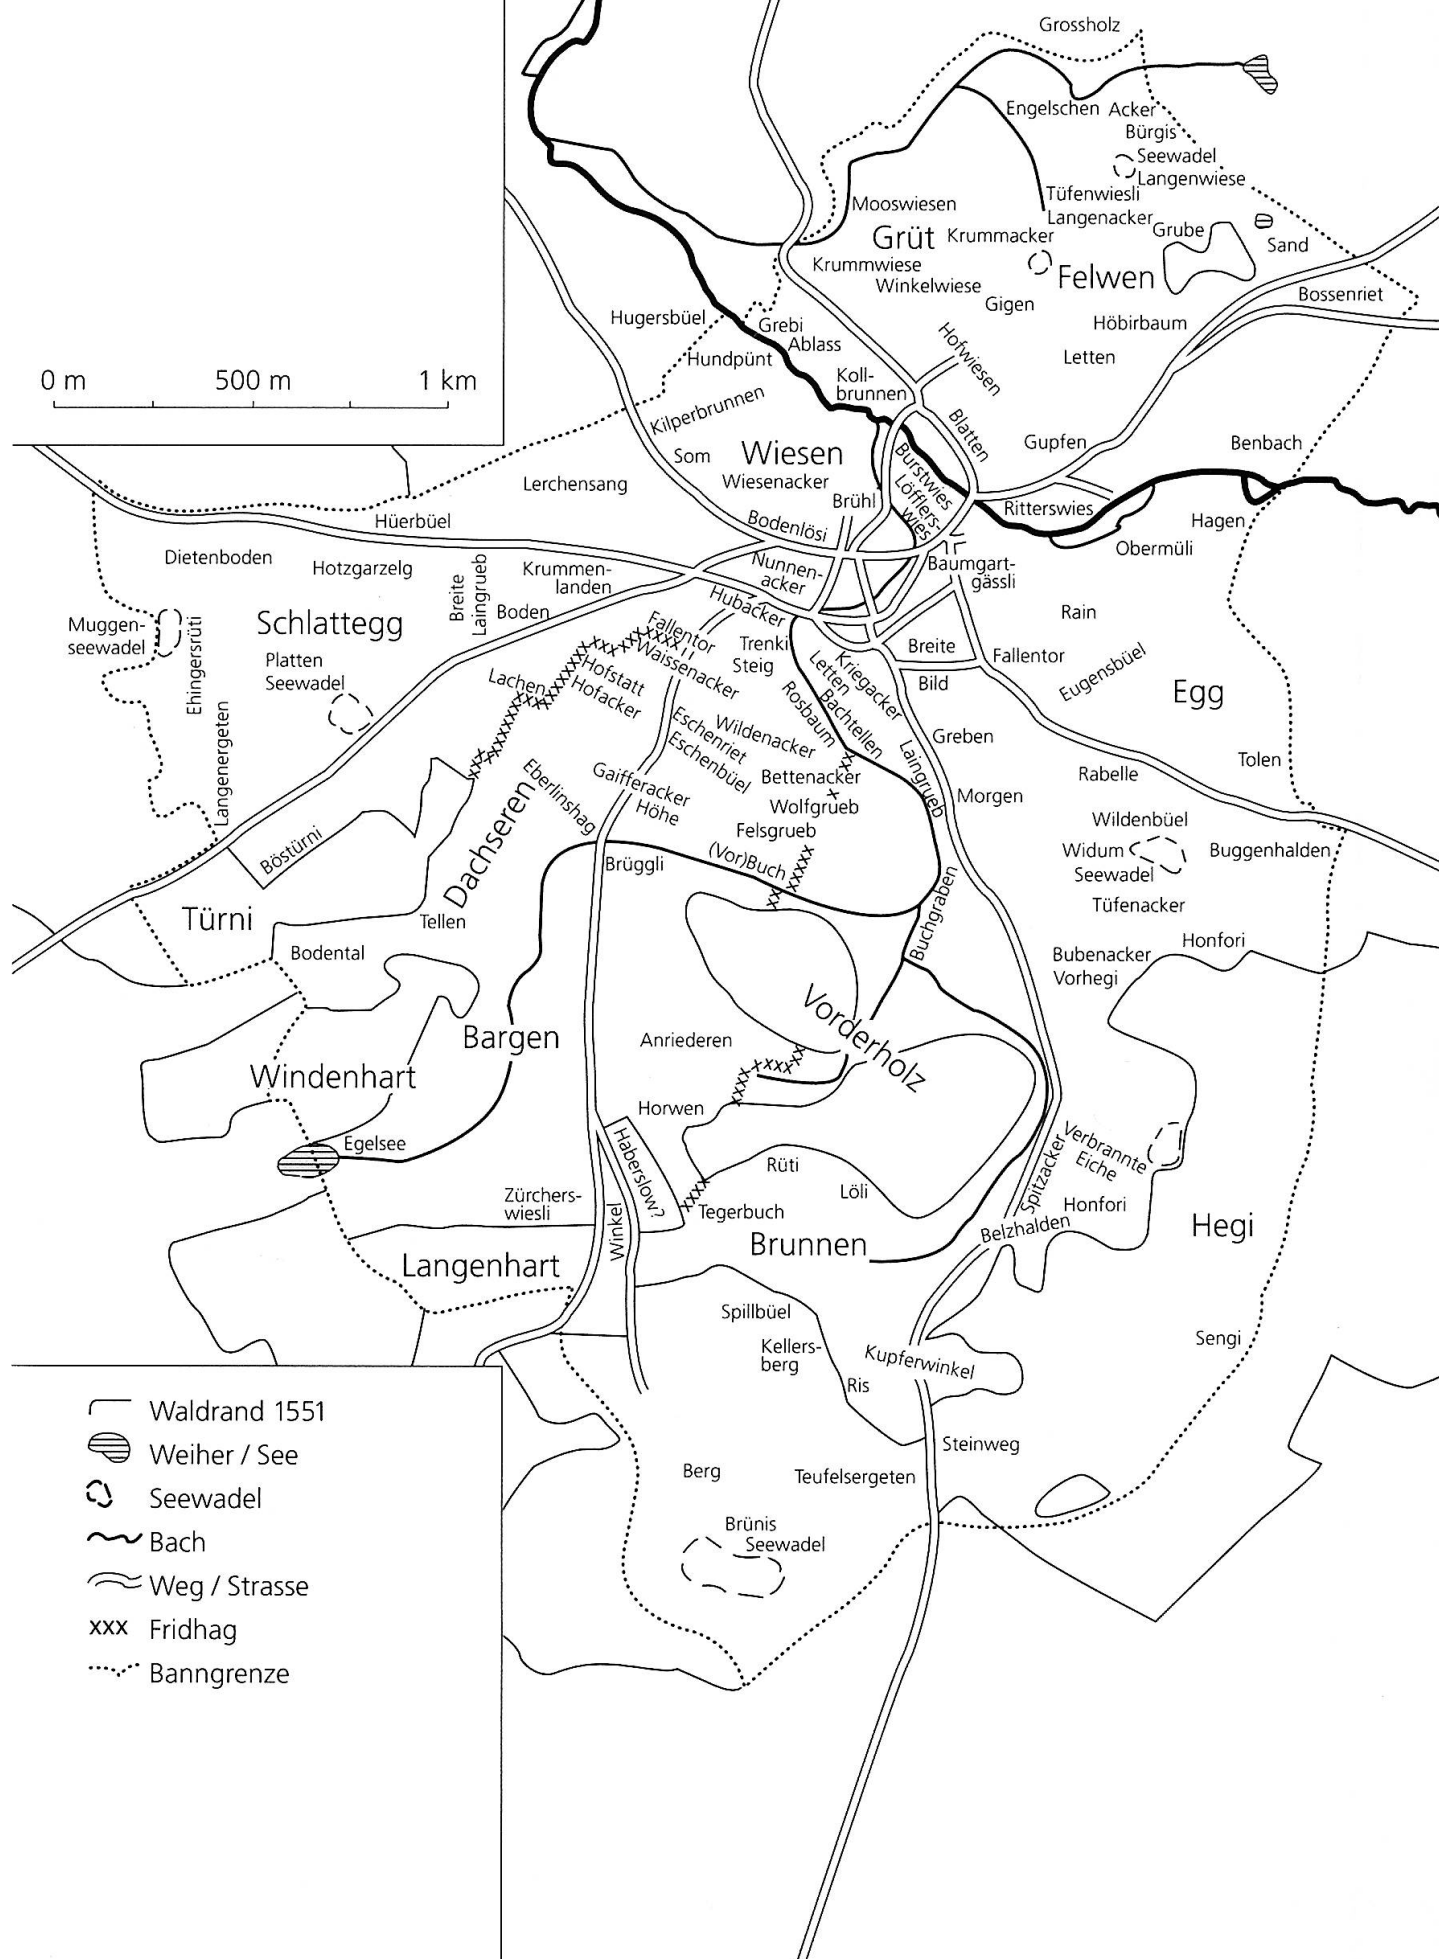 Grossholz
Engelschen
Acker
Bürgis
Seewadel
Langenwiese
Tüfenwiesli
Langenacker
Mooswiesen
Grüt
Krummacker
Grube
Sand
Krummwiese
Felwen
Winkelwiese
Gigen
Bossenriet
Hugersbüel
Grebi
Ablass
Höbirbaum
Hundpünt
Hofwiesen
Letten
0 m
500 m
1 km
Koll-
brunnen
Kilperbrunnen
Blatten
Gupfen
Benbach
Som
Wiesen
Wiesenacker
Burstwies
Löfflers-
wies
Lerchensang
Brühl
Ritterswies
Hüerbüel
Bodenlösi
Hagen
Obermüli
Dietenboden
Hotzgarzelg
Breite
Laingrueb
Krummen-
landen
Nunnen-
acker
Baumgart-
gässli
Boden
Hubacker
Rain
Muggen-
seewadel
Ehingersrüti
Schlattegg
Fallentor
Waissenacker
Trenki
Steig
Breite
Fallentor
Platten
Seewadel
Hofstatt
Hofacker
Lachen
Letten
Kriegacker
Bild
Eugensbüel
Egg
Rosbaum
Bachtellen
Langenergeten
Eschenriet
Eschenbüel
Wildenacker
Laingrueb
Greben
Tolen
Rabelle
Eberlinshag
Gaifferacker
Höhe
Bettenacker
Wolfgrueb
Morgen
Dachseren
Felsgrueb
Wildenbüel
Böstürni
Brüggli
(Vor)Buch
Widum
Seewadel
Buggenhalden
Türni
Tellen
Buchgraben
Tüfenacker
Bodental
Honfori
Bubenacker
Vorhegi
Bargen
Anriederen
Vorderholz
Windenhart
Horwen
Egelsee
Haberslow?
Rüti
Löli
Spitzacker
Verbrannte
Eiche
Zürchers-
wiesli
Winkel
Tegerbuch
Honfori
Brunnen
Belzhalden
Hegi
Langenhart
Spillbüel
Kellers-
berg
Kupferwinkel
Sengi
Ris
Steinweg
Berg
Teufelsergeten
Brünis
Seewadel
Waldrand 1551
Weiher / See
Seewadel
Bach
Weg / Strasse
xxx Fridhag
Banngrenze